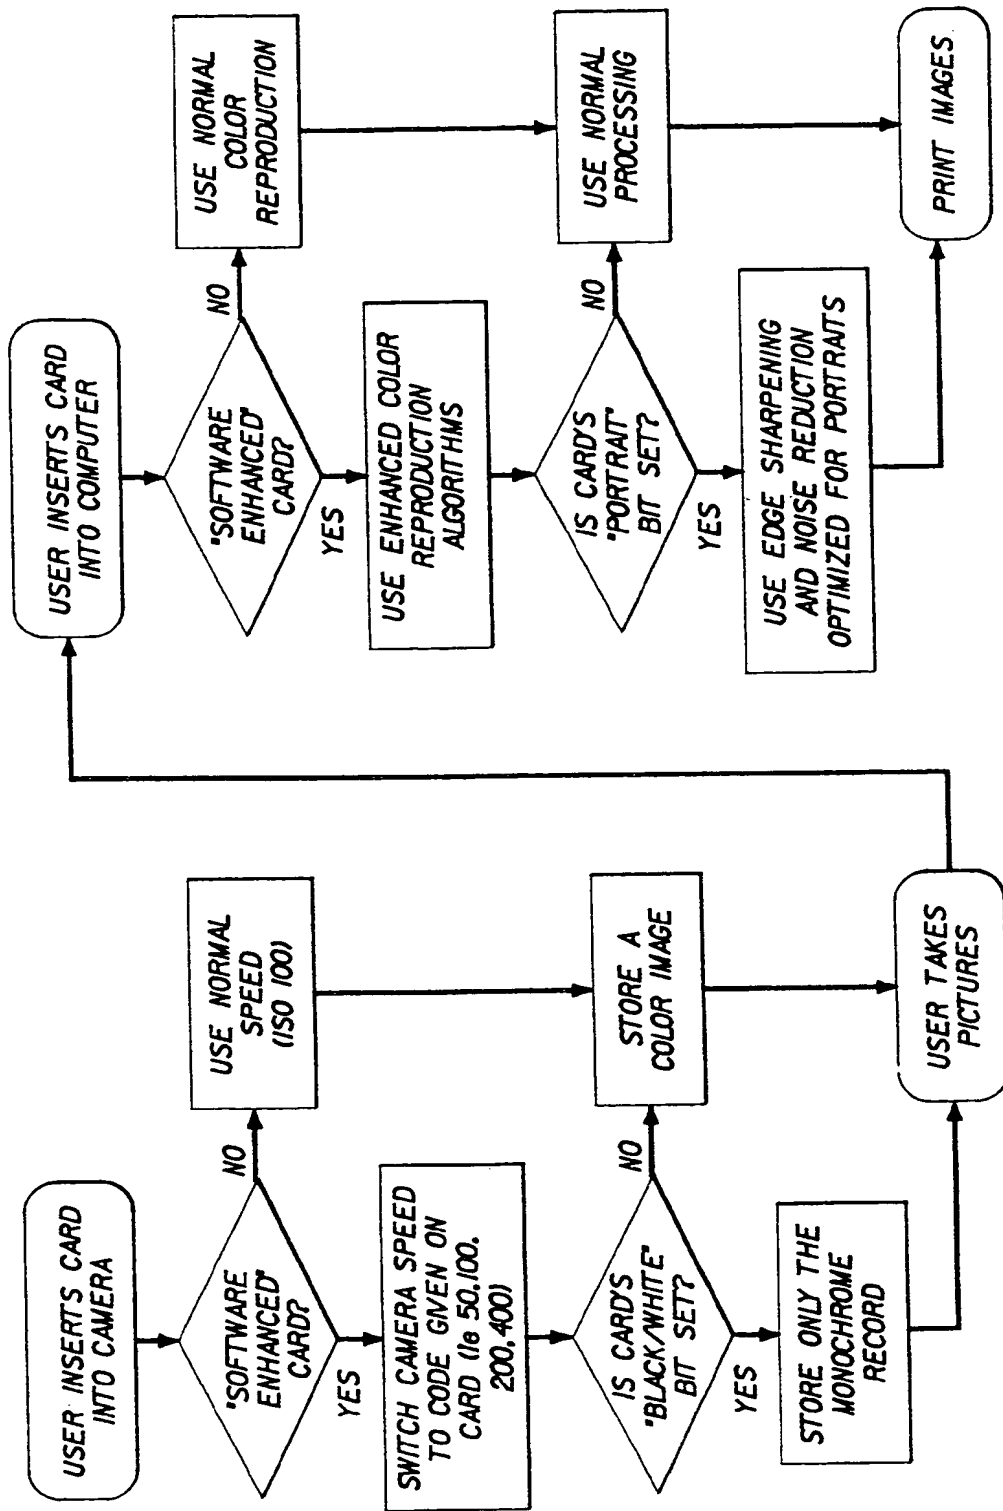 USER INSERTS CARD
INTO CAMERA
"SOFTWARE
ENHANCED"
CARD?
NO
USE NORMAL
SPEED
(ISO 100)
YES
SWITCH CAMERA SPEED
TO CODE GIVEN ON
CARD (Ie 50,100,
200,400)
IS CARD'S
"BLACK/WHITE"
BIT SET?
NO
STORE A
COLOR IMAGE
YES
STORE ONLY THE
MONOCHROME
RECORD
USER TAKES
PICTURES
USER INSERTS CARD
INTO COMPUTER
"SOFTWARE
ENHANCED"
CARD?
NO
USE NORMAL
COLOR
REPRODUCTION
YES
USE ENHANCED COLOR
REPRODUCTION
ALGORITHMS
IS CARD'S
"PORTRAIT"
BIT SET?
NO
USE NORMAL
PROCESSING
YES
USE EDGE SHARPENING
AND NOISE REDUCTION
OPTIMIZED FOR PORTRAITS
PRINT IMAGES